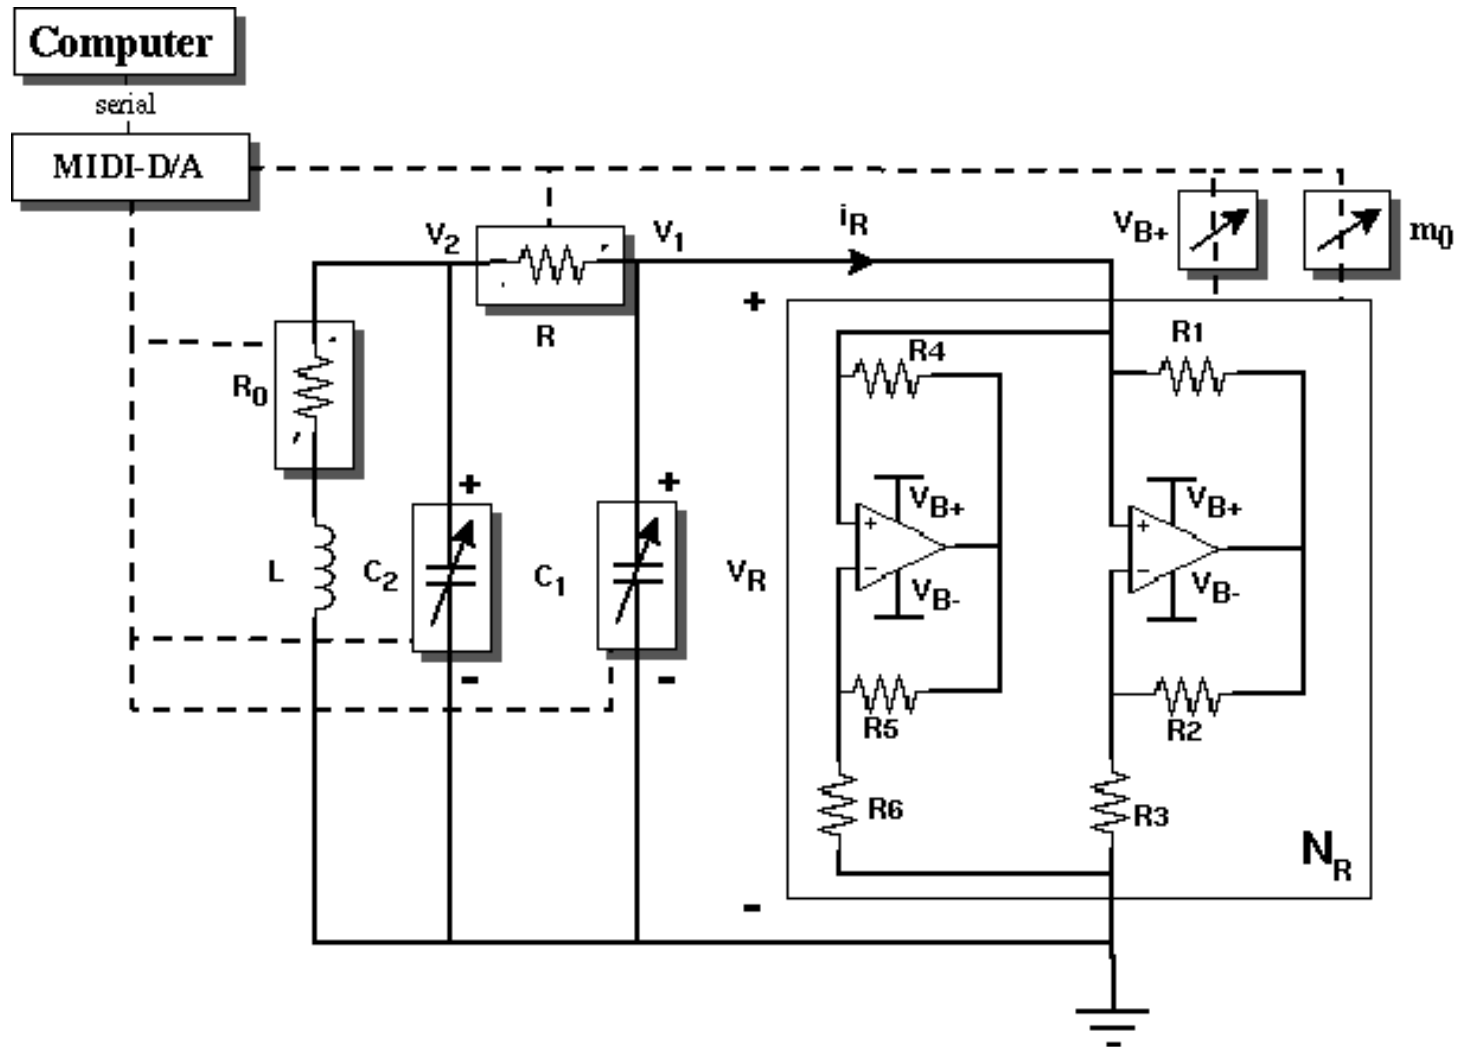 Computer
serial
MIDI-D/A
V2
V1
iR
VB+
m0
R
+
R0
R4
R1
+
+
VB+
VB+
+
-
+
-
L
C2
C1
VR
VB-
VB-
-
-
R5
R2
R6
R3
NR
-